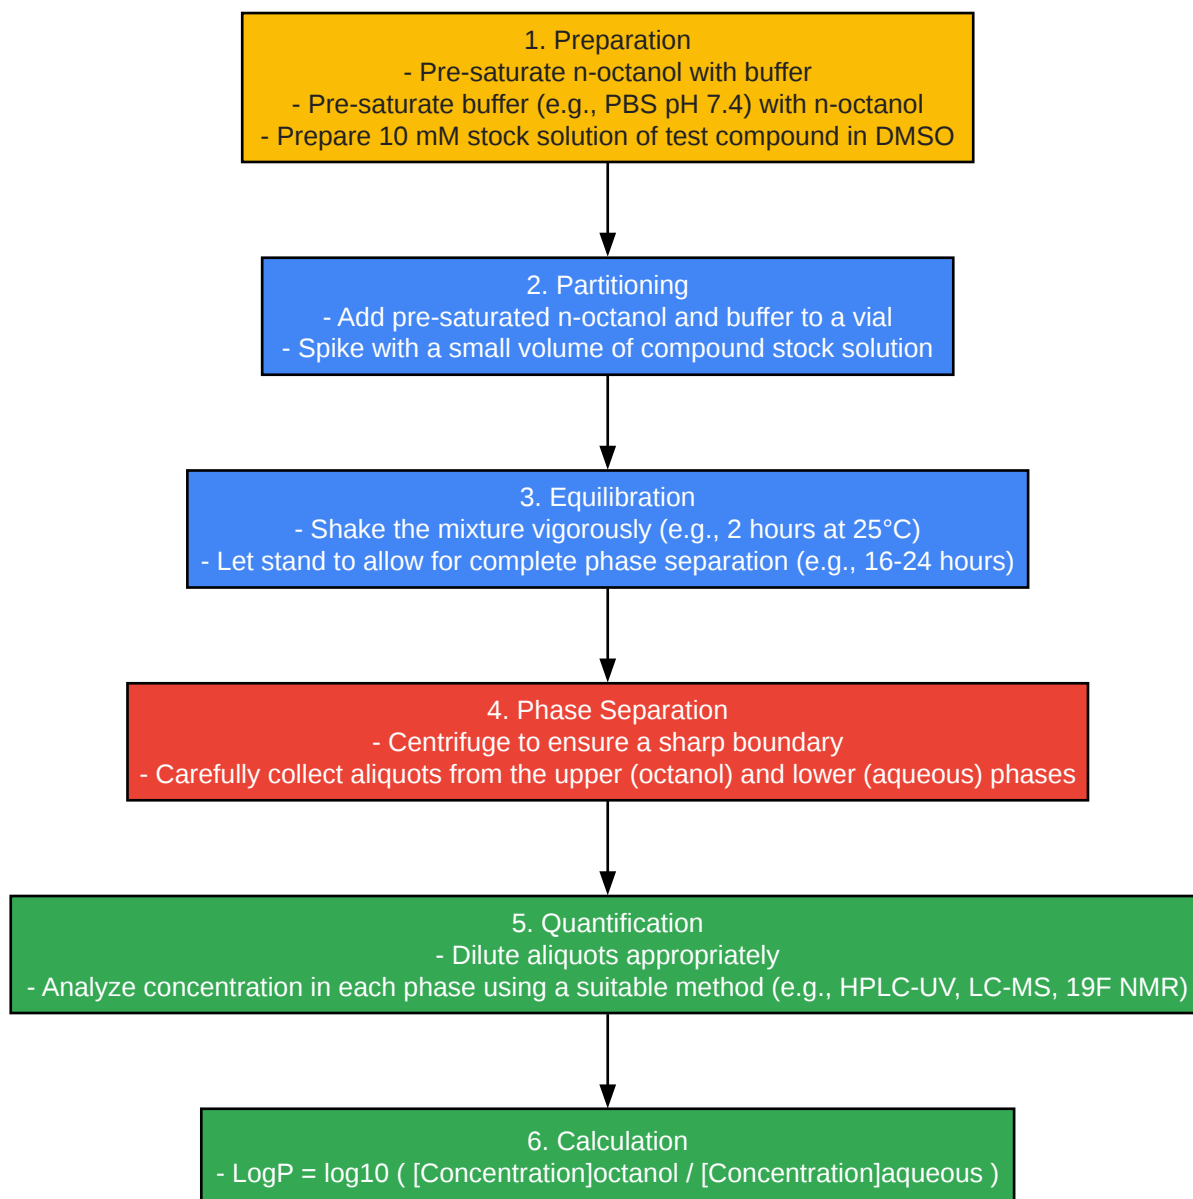 1. Preparation
- Pre-saturate n-octanol with buffer
- Pre-saturate buffer (e.g., PBS pH 7.4) with n-octanol
- Prepare 10 mM stock solution of test compound in DMSO
2. Partitioning
- Add pre-saturated n-octanol and buffer to a vial
- Spike with a small volume of compound stock solution
3. Equilibration
- Shake the mixture vigorously (e.g., 2 hours at 25°C)
- Let stand to allow for complete phase separation (e.g., 16-24 hours)
4. Phase Separation
- Centrifuge to ensure a sharp boundary
- Carefully collect aliquots from the upper (octanol) and lower (aqueous) phases
5. Quantification
- Dilute aliquots appropriately
- Analyze concentration in each phase using a suitable method (e.g., HPLC-UV, LC-MS, 19F NMR)
6. Calculation
- LogP = log10 ( [Concentration]octanol / [Concentration]aqueous )